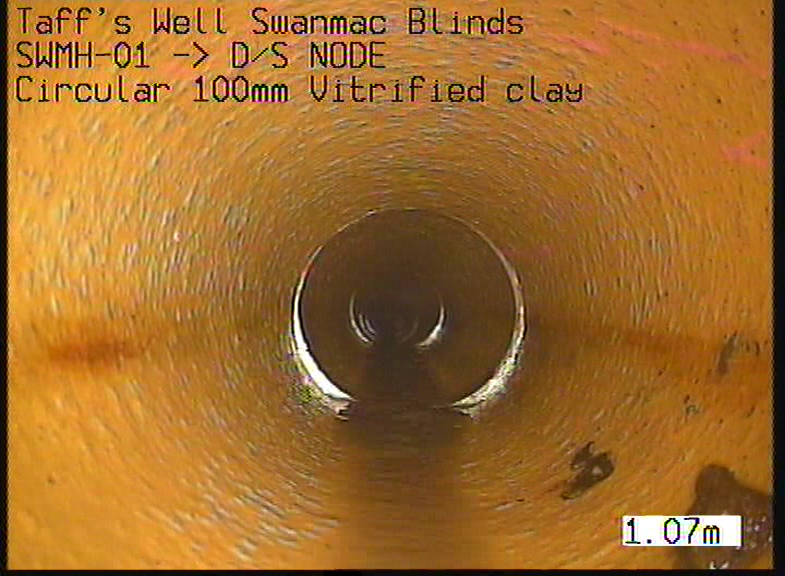 Taff's Well Swanmac Blinds
SWMH-01 -> D/S NODE
Circular 100mm Vitrified clay
1.07m